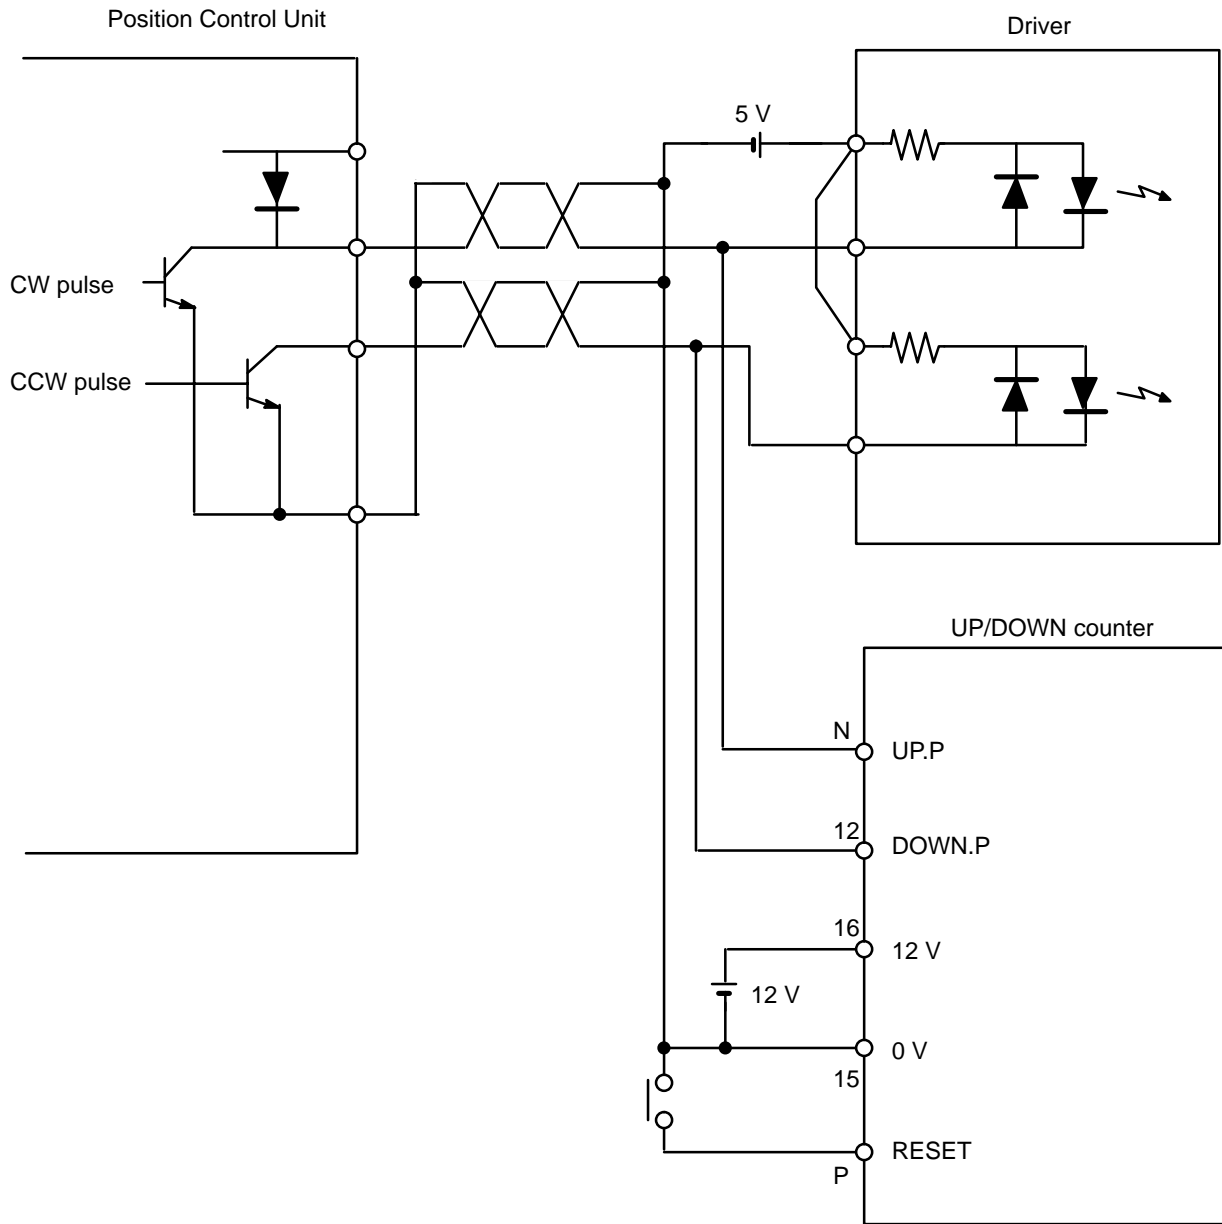 Position Control Unit
Driver
5 V
CW pulse
CCW pulse
UP/DOWN counter
N
UP.P
12
DOWN.P
16
12 V
12 V
0 V
15
RESET
P